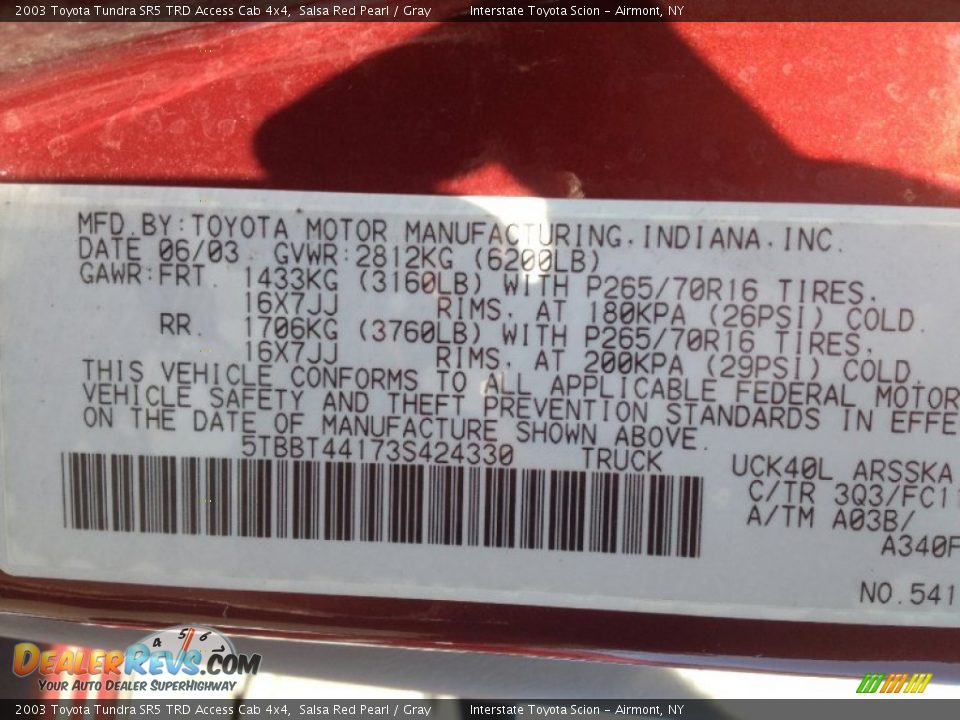 2003 Toyota Tundra SR5 TRD Access Cab 4x4, Salsa Red Pearl / Gray Interstate Toyota Scion - Airmont, NY
MFD.BY:TOYOTA MOTOR MANUFACTURING,INDIANA,INC.
DATE 06/03 GVWR:2812KG (6200LB)
GAWR:FRT. 1433KG (3160LB) WITH P265/70R16 TIRES,
16X7JJ RIMS, AT 180KPA (26PSI) COLD.
RR. 1706KG (3760LB) WITH P265/70R16 TIRES,
16X7JJ RIMS, AT 200KPA (29PSI) COLD.
THIS VEHICLE CONFORMS TO ALL APPLICABLE FEDERAL MOTOR
VEHICLE SAFETY AND THEFT PREVENTION STANDARDS IN EFFE
ON THE DATE OF MANUFACTURE SHOWN ABOVE.
5TBBT44173S424330 TRUCK
UCK40L ARSSKA
C/TR 3Q3/FC1
A/TM A03B/
A340F
NO.541
4 5 6
DealerRevs.com
Your Auto Dealer SuperHighway
2003 Toyota Tundra SR5 TRD Access Cab 4x4, Salsa Red Pearl / Gray Interstate Toyota Scion - Airmont, NY